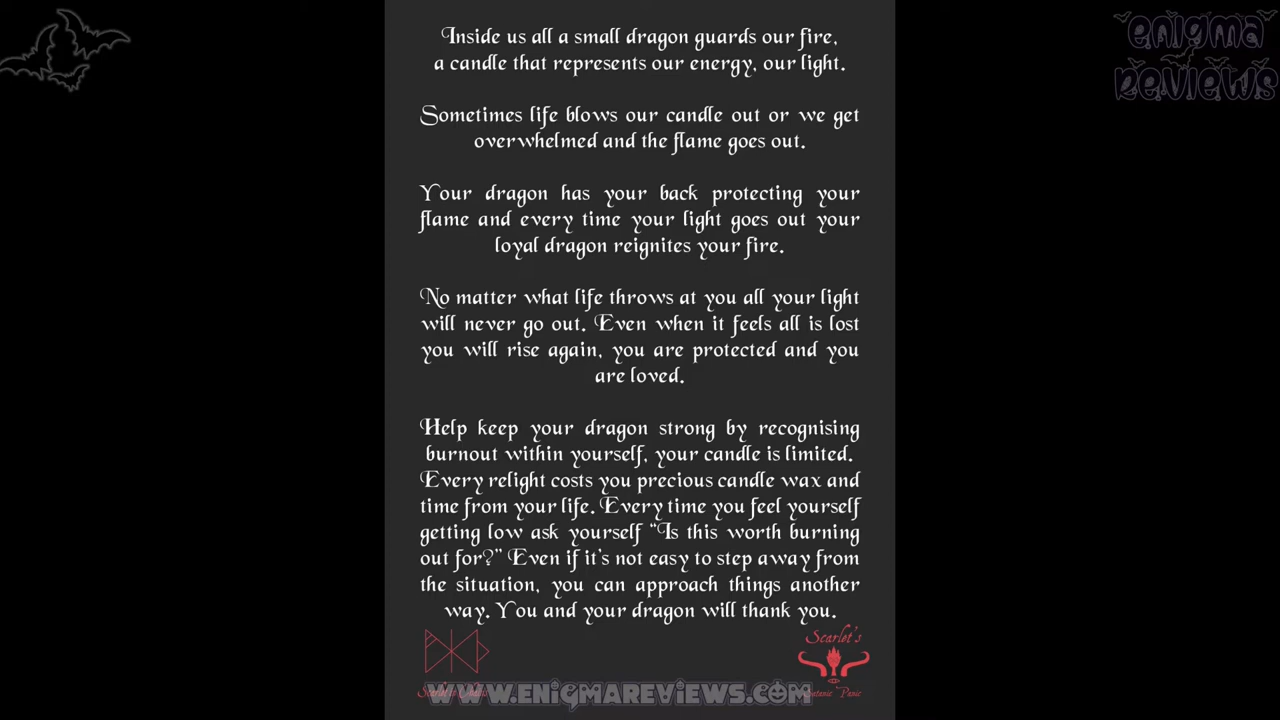 Inside us all a small dragon guards our fire,
a candle that represents our energy, our light.
Sometimes life blows our candle out or we get
overwhelmed and the flame goes out.
Your dragon has your back protecting your
flame and every time your light goes out your
loyal dragon reignites your fire.
No matter what life throws at you all your light
will never go out. Even when it feels all is lost
you will rise again, you are protected and you
are loved.
Help keep your dragon strong by recognising
burnout within yourself, your candle is limited.
Every relight costs you precious candle wax and
time from your life. Every time you feel yourself
getting low ask yourself "Is this worth burning
out for?" Even if it's not easy to step away from
the situation, you can approach things another
way. You and your dragon will thank you.
enigma
reviews
Scarlet's
Satanic Panic
www.enigmareviews.com